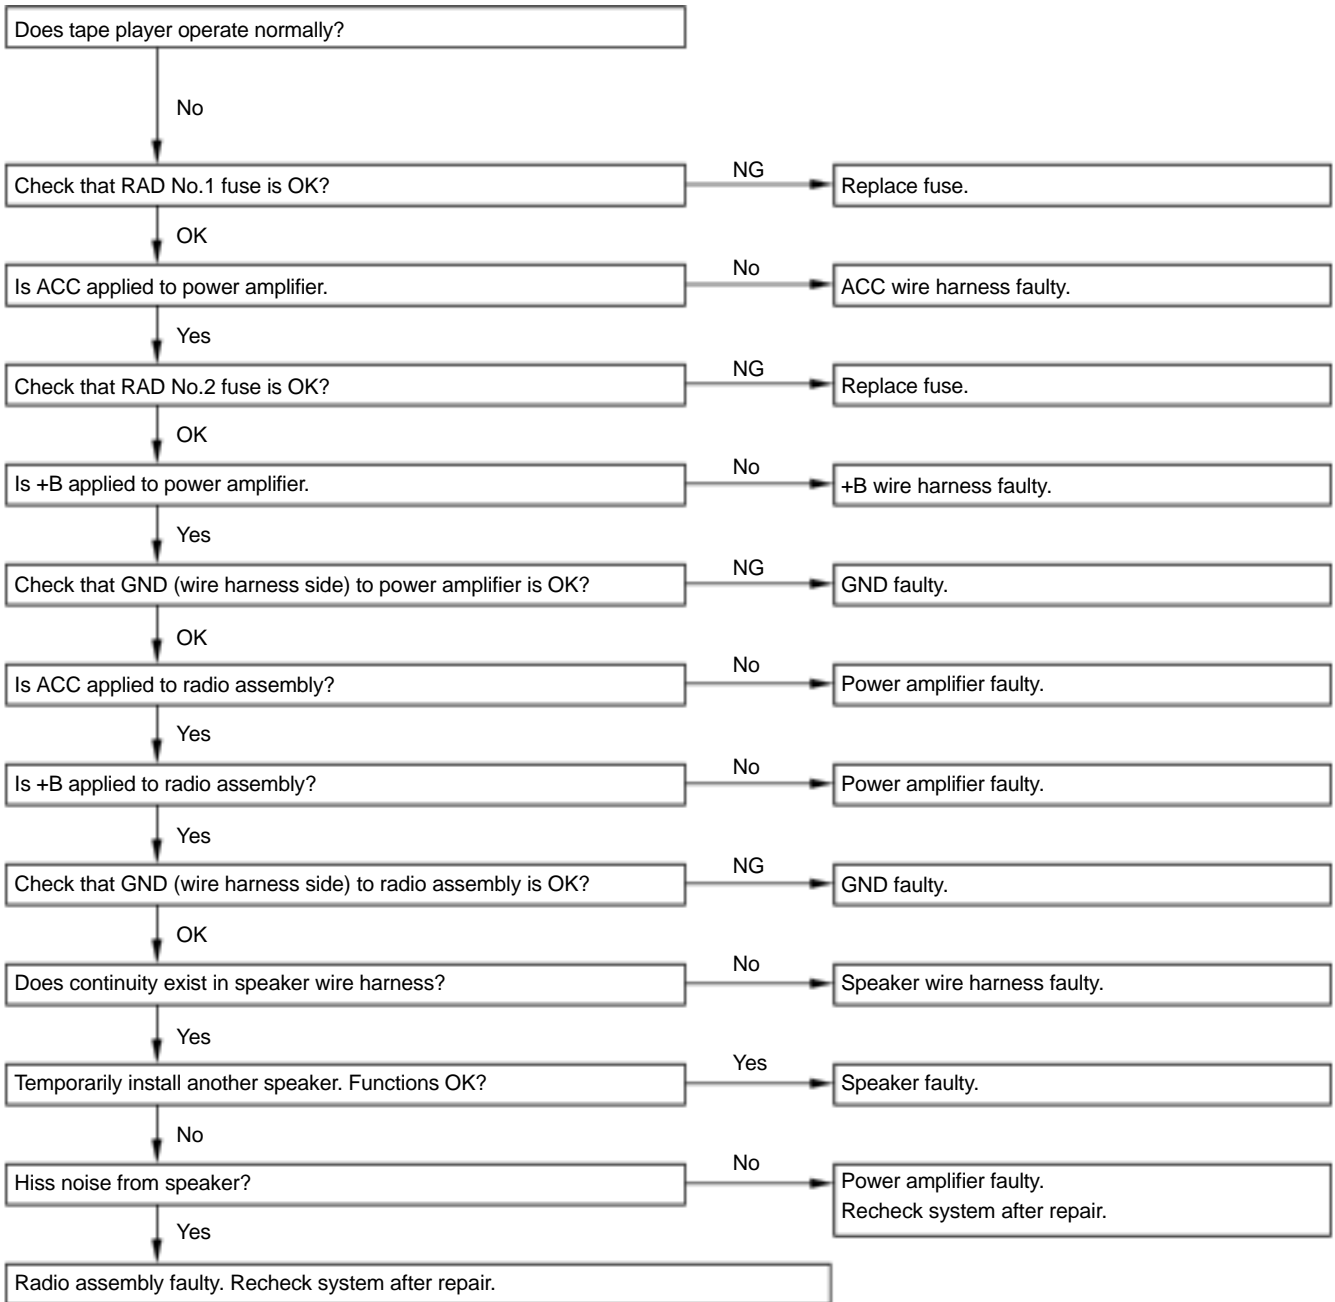 Does tape player operate normally?
No
Check that RAD No.1 fuse is OK?
NG
Replace fuse.
OK
Is ACC applied to power amplifier.
No
ACC wire harness faulty.
Yes
Check that RAD No.2 fuse is OK?
NG
Replace fuse.
OK
Is +B applied to power amplifier.
No
+B wire harness faulty.
Yes
Check that GND (wire harness side) to power amplifier is OK?
NG
GND faulty.
OK
Is ACC applied to radio assembly?
No
Power amplifier faulty.
Yes
Is +B applied to radio assembly?
No
Power amplifier faulty.
Yes
Check that GND (wire harness side) to radio assembly is OK?
NG
GND faulty.
OK
Does continuity exist in speaker wire harness?
No
Speaker wire harness faulty.
Yes
Temporarily install another speaker. Functions OK?
Yes
Speaker faulty.
No
Hiss noise from speaker?
No
Power amplifier faulty.
Recheck system after repair.
Yes
Radio assembly faulty. Recheck system after repair.